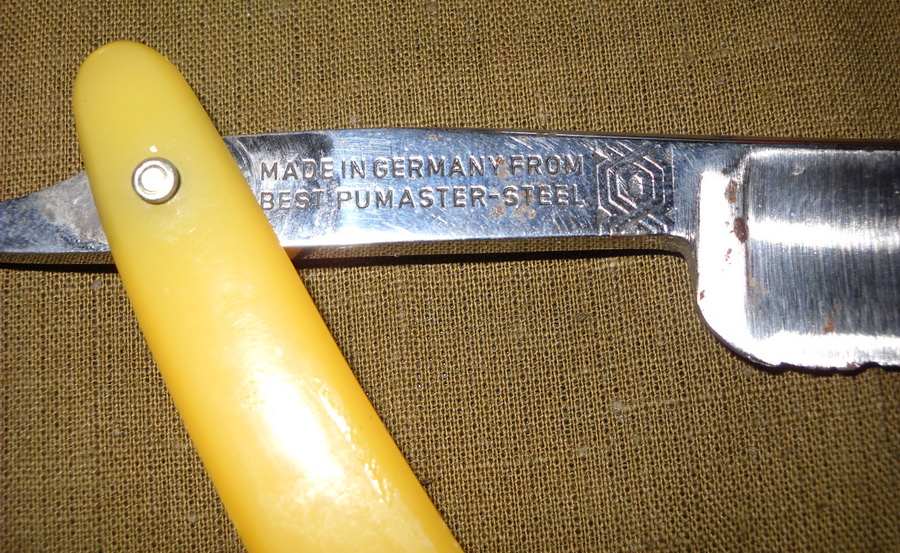 MADE IN GERMANY FROM
BEST PUMASTER-STEEL